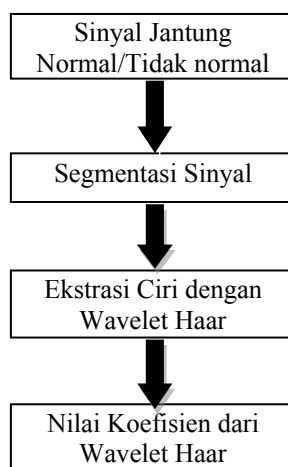 Sinyal Jantung
Normal/Tidak normal
Segmentasi Sinyal
Ekstrasi Ciri dengan
Wavelet Haar
Nilai Koefisien dari
Wavelet Haar